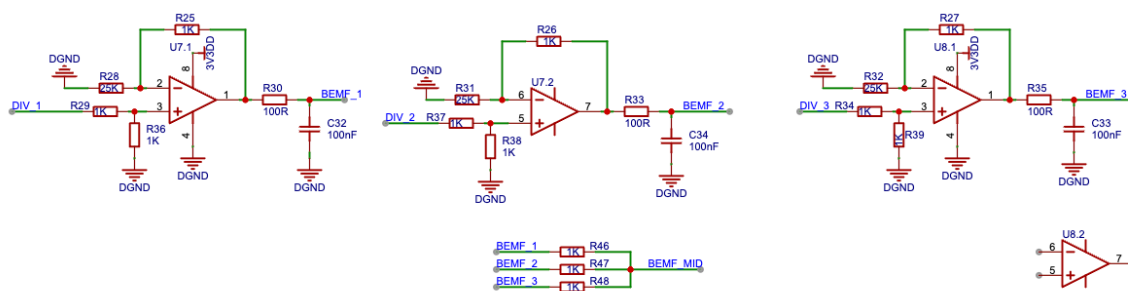 R25
1K
U7.1
3V3DD
8
DGND
R28
25K
2
DIV_1
R29
1K
3
1
R30
100R
BEMF_1
R36
1K
4
C32
100nF
DGND
DGND
DGND
R26
1K
DGND
U7.2
R31
25K
6
DIV_2
R37
1K
5
7
R33
100R
BEMF_2
R38
1K
C34
100nF
DGND
DGND
R27
1K
U8.1
3V3DD
8
DGND
R32
25K
2
DIV_3
R34
1K
3
1
R35
100R
BEMF_3
R39
1K
4
C33
100nF
DGND
DGND
DGND
BEMF_1
1K
R46
BEMF_2
1K
R47
BEMF_MID
BEMF_3
1K
R48
U8.2
6
5
7